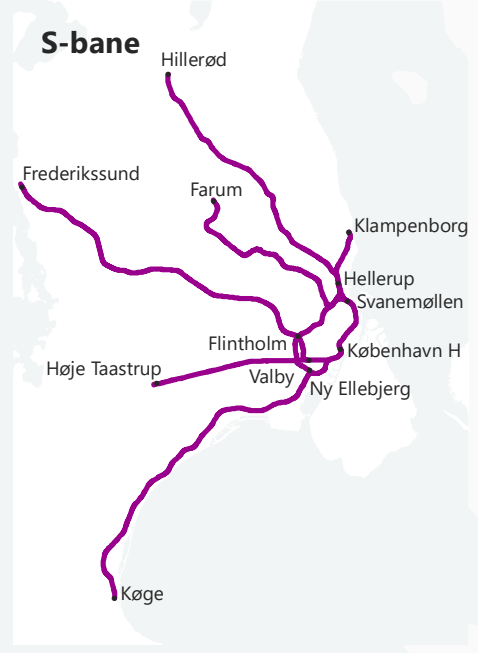 S-bane
Hillerød
Frederikssund
Farum
Klampenborg
Hellerup
Svanemøllen
Flintholm
København H
Høje Taastrup
Valby
Ny Ellebjerg
Køge